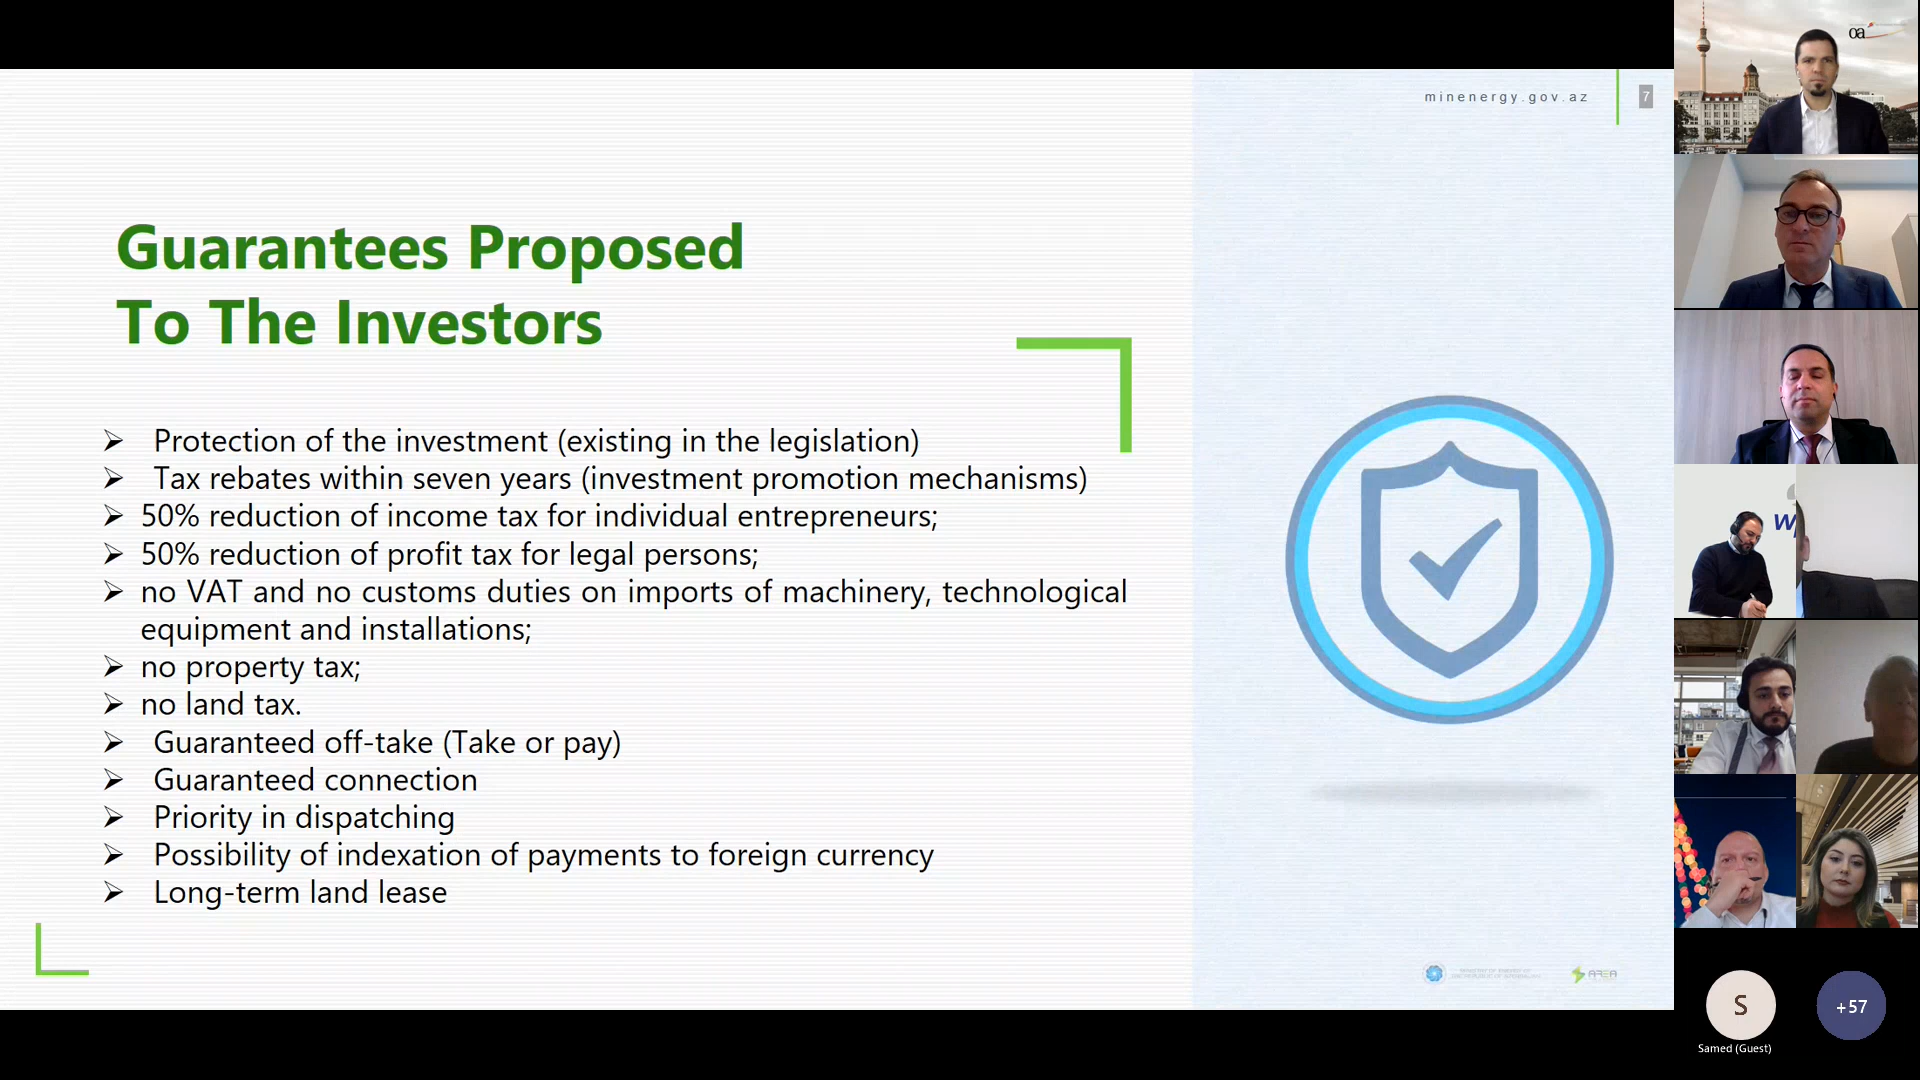 minenergy.gov.az
7
Guarantees Proposed
To The Investors
➢ Protection of the investment (existing in the legislation)
➢ Tax rebates within seven years (investment promotion mechanisms)
➢ 50% reduction of income tax for individual entrepreneurs;
➢ 50% reduction of profit tax for legal persons;
➢ no VAT and no customs duties on imports of machinery, technological
equipment and installations;
➢ no property tax;
➢ no land tax.
➢ Guaranteed off-take (Take or pay)
➢ Guaranteed connection
➢ Priority in dispatching
➢ Possibility of indexation of payments to foreign currency
➢ Long-term land lease
AREA
oa
S
Samed (Guest)
+57